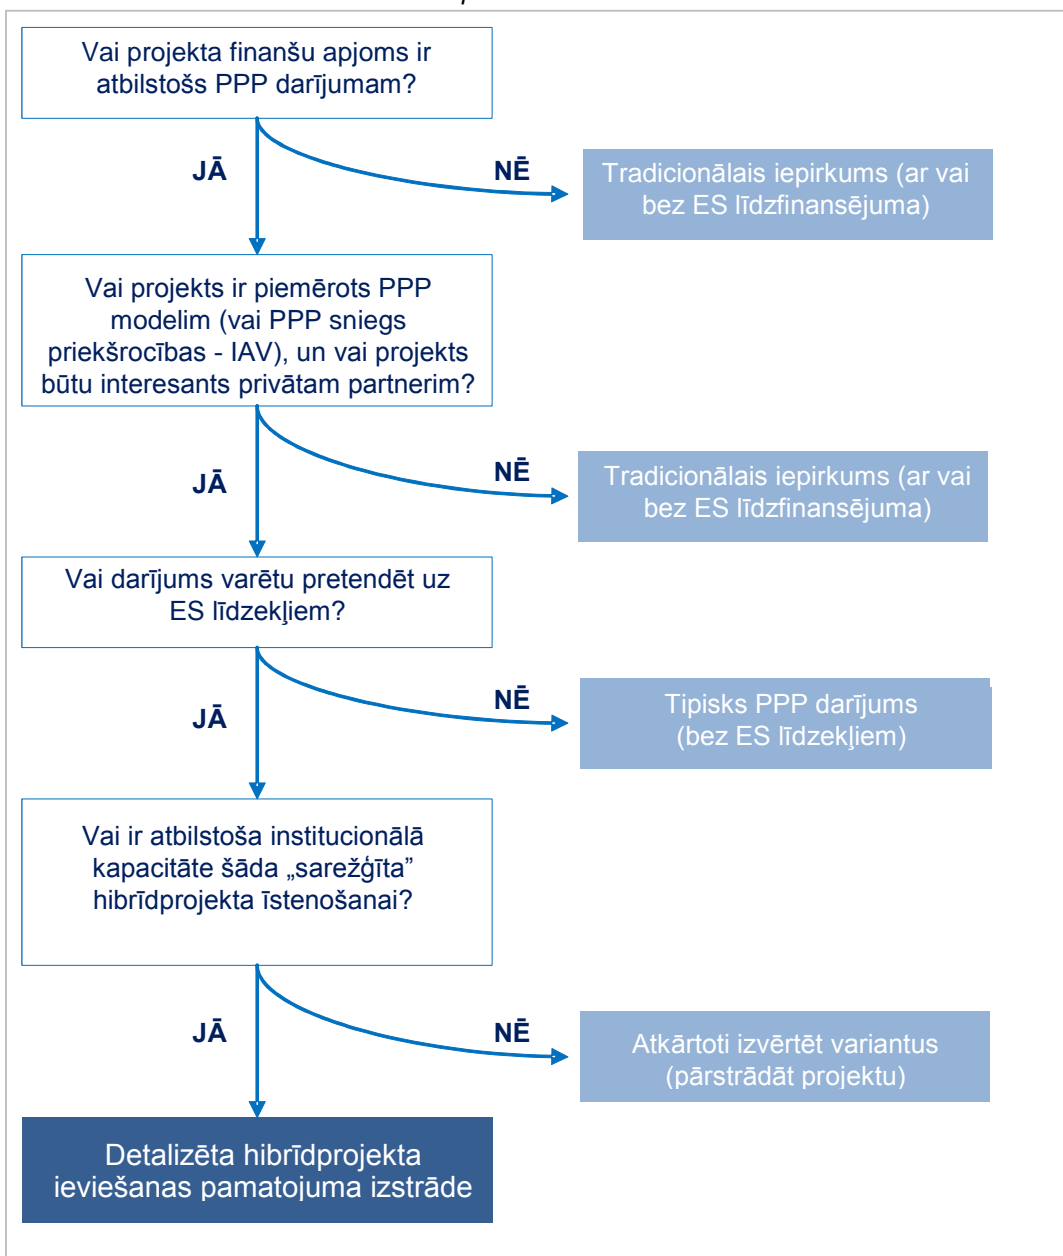 Vai projekta finanšu apjoms ir
atbilstošs PPP darījumam?
JĀ
NĒ
Tradicionālais iepirkums (ar vai
bez ES līdzfinansējuma)
Vai projekts ir piemērots PPP
modelim (vai PPP sniegs
priekšrocības - IAV), un vai projekts
būtu interesants privātam partnerim?
JĀ
NĒ
Tradicionālais iepirkums (ar vai
bez ES līdzfinansējuma)
Vai darījums varētu pretendēt uz
ES līdzekļiem?
JĀ
NĒ
Tipisks PPP darījums
(bez ES līdzekļiem)
Vai ir atbilstoša institucionālā
kapacitāte šāda „sarežģīta”
hibrīdprojekta īstenošanai?
JĀ
NĒ
Atkārtoti izvērtēt variantus
(pārstrādāt projektu)
Detalizēta hibrīdprojekta
ieviešanas pamatojuma izstrāde